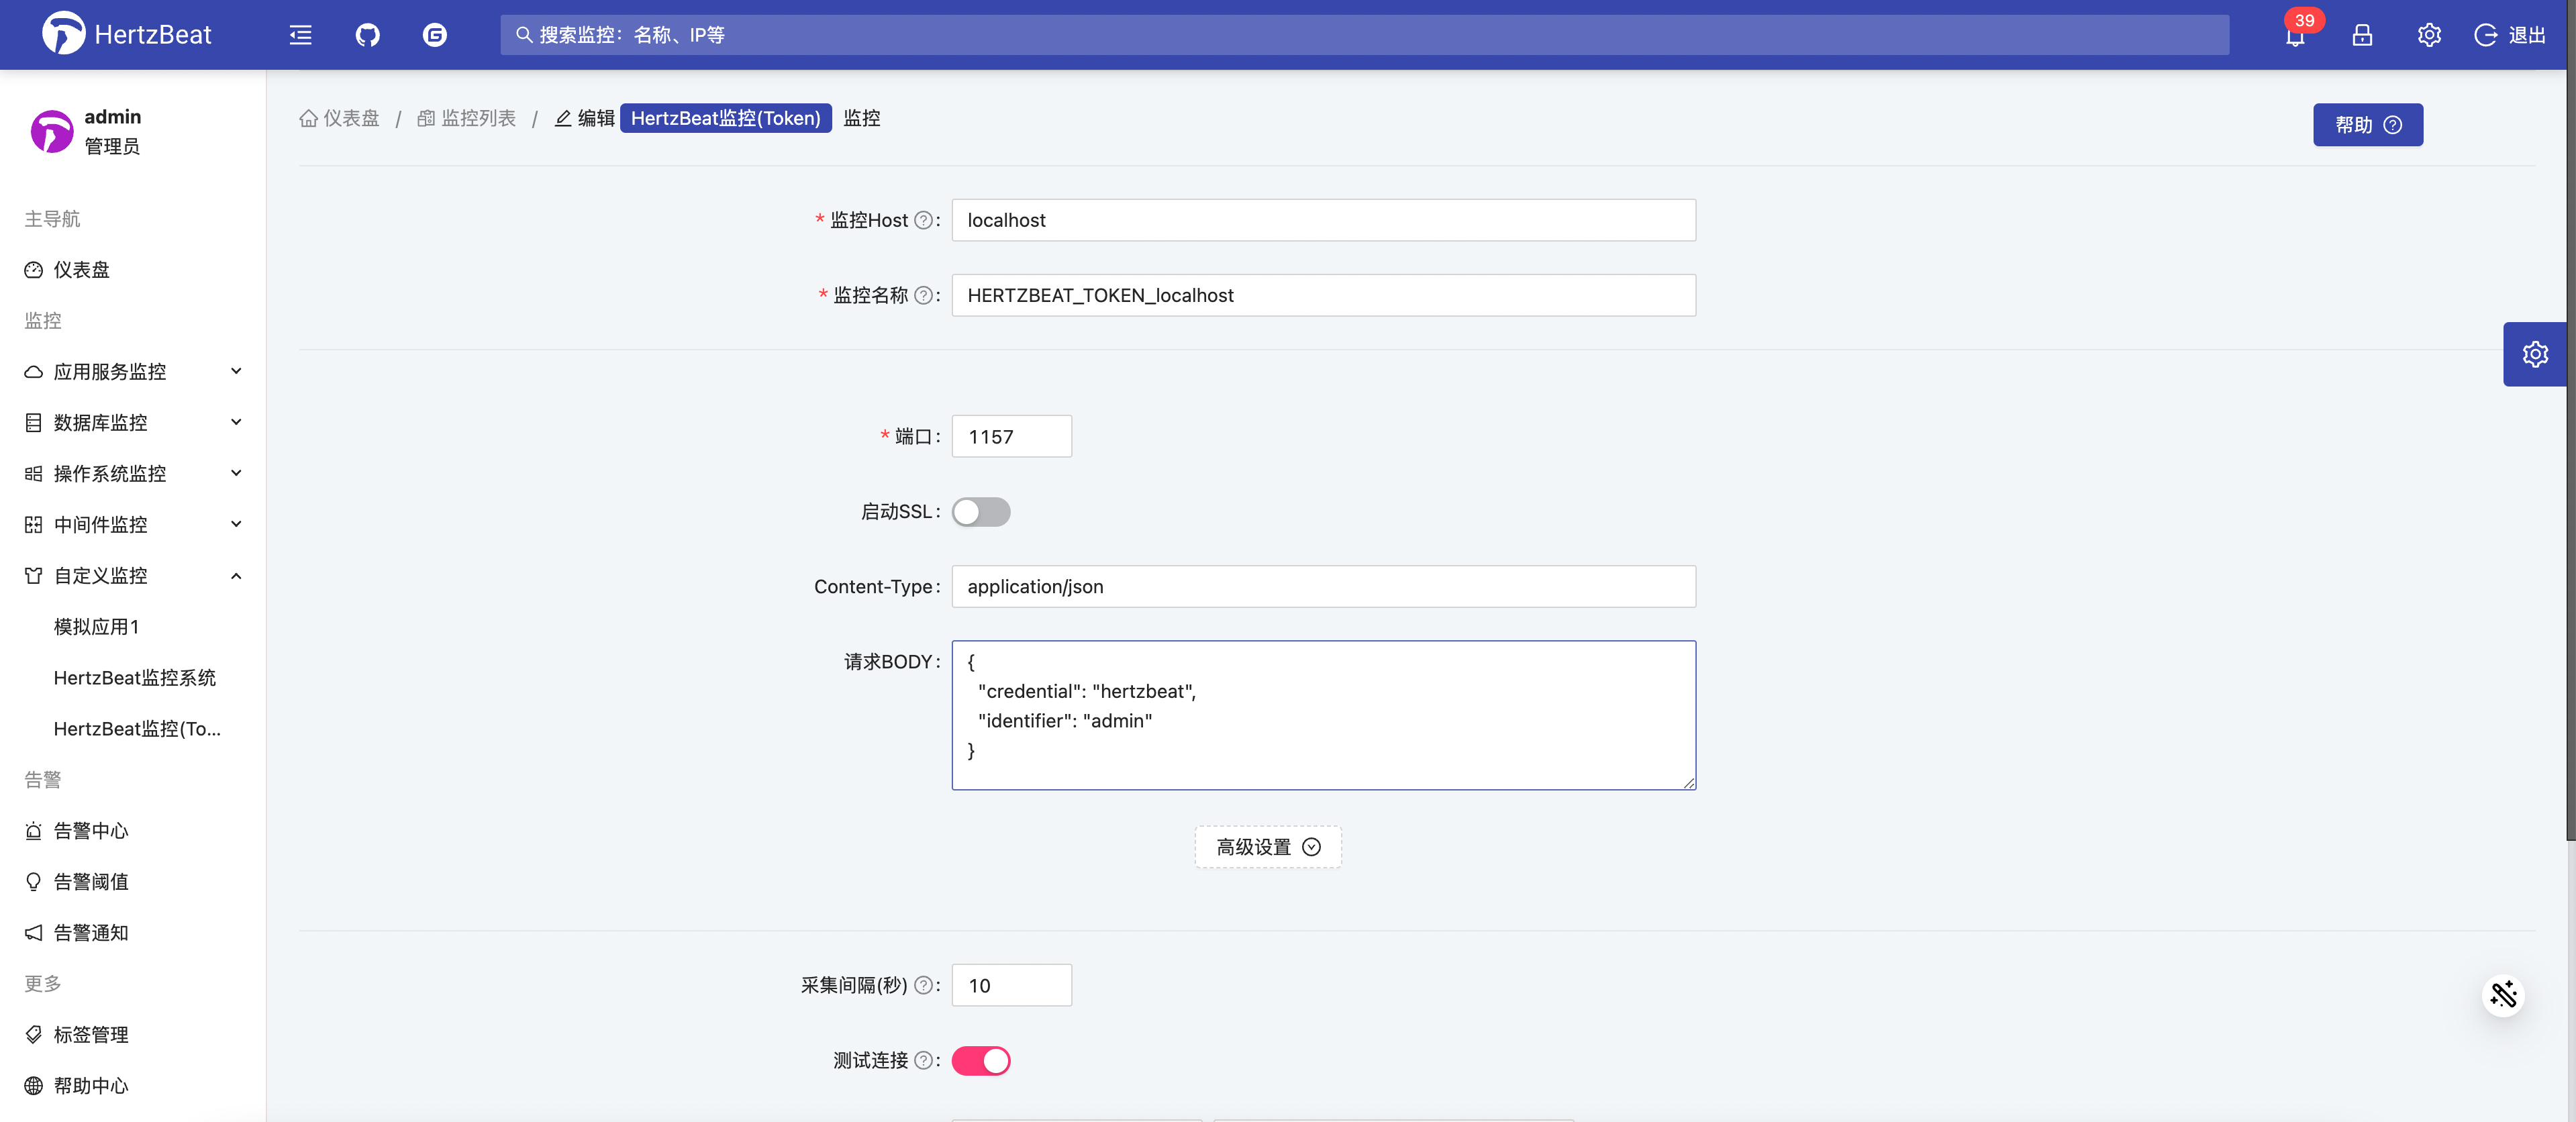 HertzBeat
搜索监控：名称、IP等
39
退出
admin
管理员
主导航
仪表盘
监控
应用服务监控
数据库监控
操作系统监控
中间件监控
自定义监控
模拟应用1
HertzBeat监控系统
HertzBeat监控(To...
告警
告警中心
告警阈值
告警通知
更多
标签管理
帮助中心
仪表盘 / 监控列表 / 编辑 HertzBeat监控(Token) 监控
帮助
* 监控Host : localhost
* 监控名称 : HERTZBEAT_TOKEN_localhost
* 端口 : 1157
启动SSL :
Content-Type : application/json
请求BODY : {
"credential": "hertzbeat",
"identifier": "admin"
}
高级设置
采集间隔(秒) : 10
测试连接 :